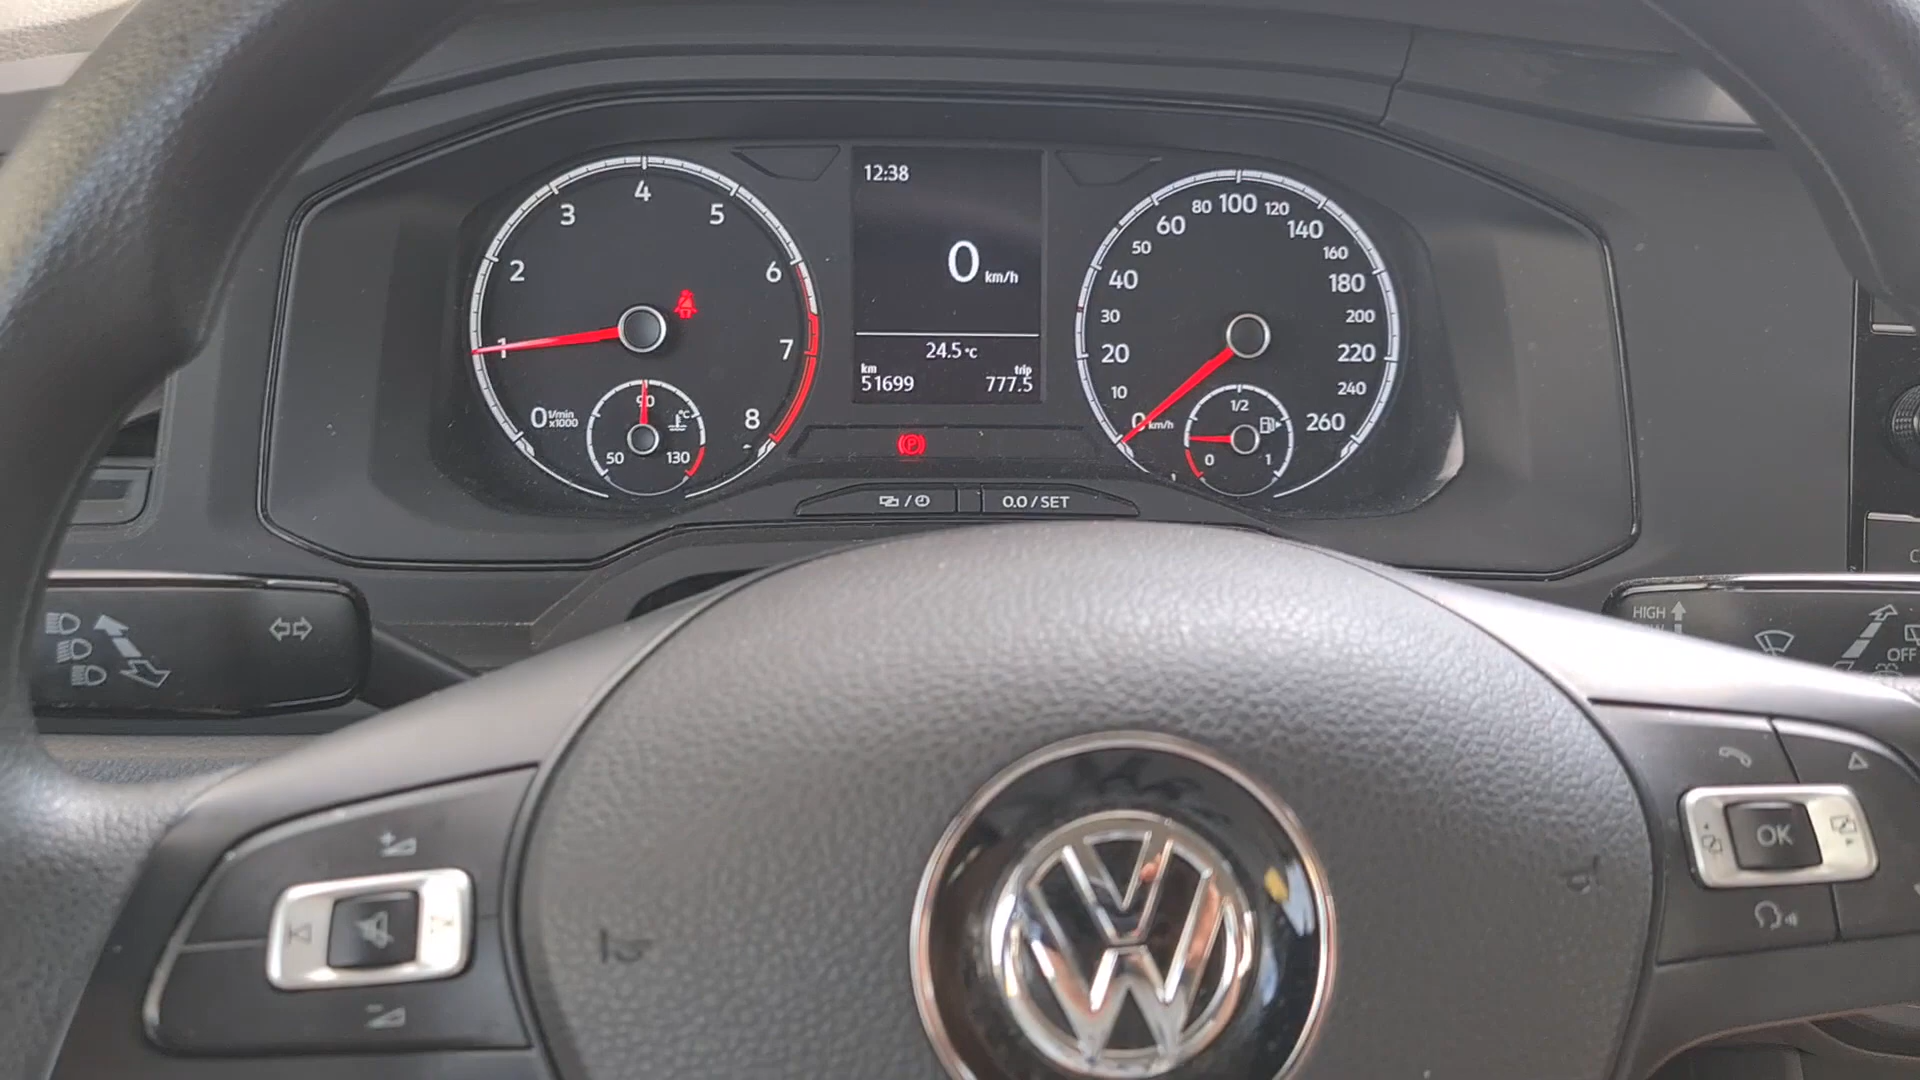 12:38
0 km/h
24.5 °C
km trip
51699 777.5
0 1 2 3 4 5 6 7 8
1/min
x1000
50 90 130
°C
0 10 20 30 40 50 60 80 100 120 140 160 180 200 220 240 260
km/h
0 1/2 1
P
0.0 / SET
HIGH
OFF
OK